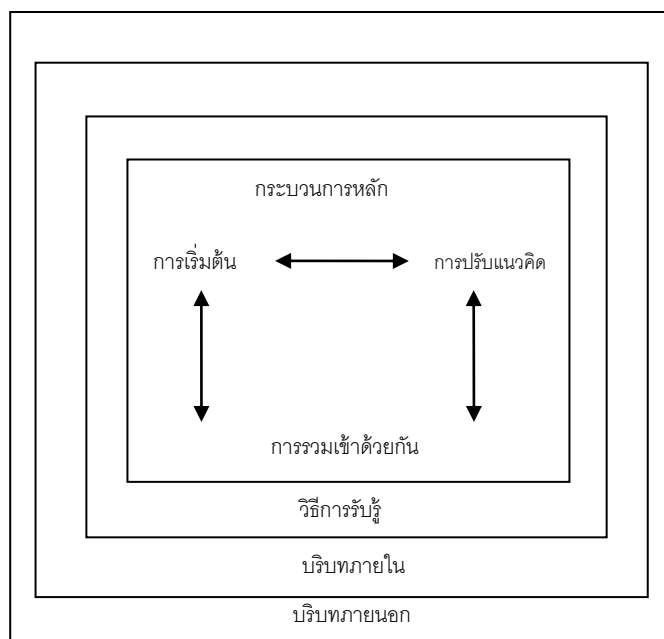 กระบวนการหลัก
การเริ่มต้น การปรับแนวคิด
การรวมเข้าด้วยกัน
วิธีการรับรู้
บริบทภายใน
บริบทภายนอก